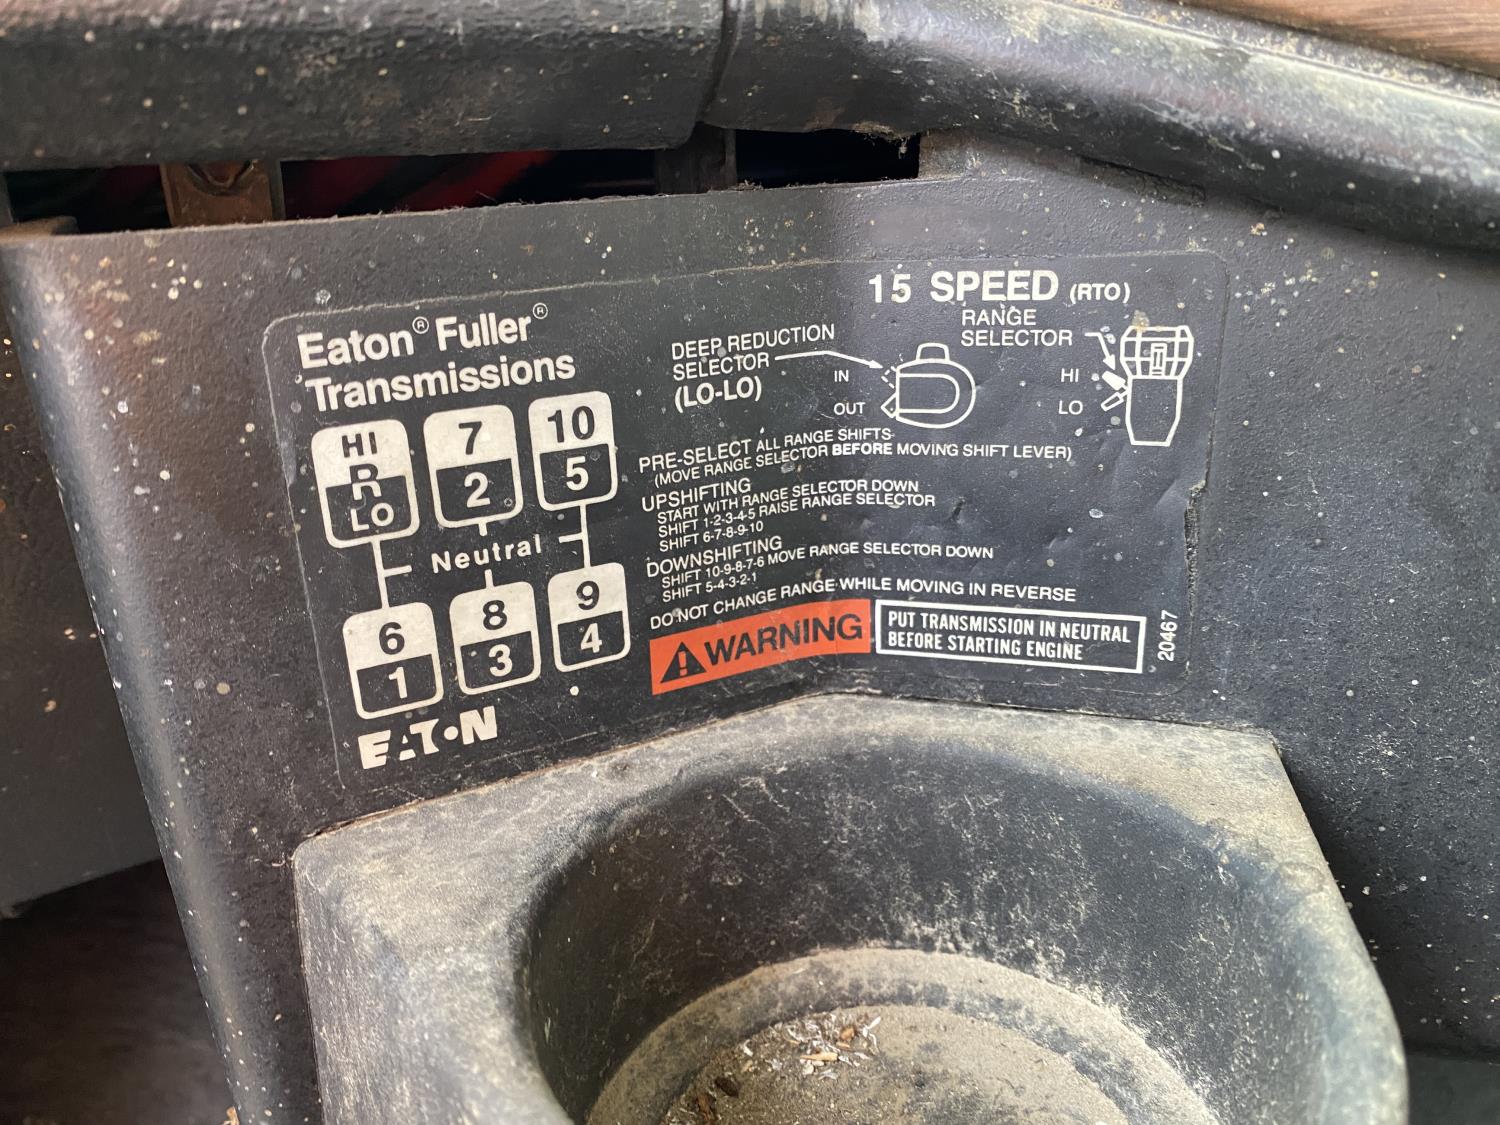 Eaton® Fuller®
Transmissions
HI
R
LO
7
2
10
5
Neutral
6
1
8
3
9
4
EATON
15 SPEED (RTO)
DEEP REDUCTION
SELECTOR
(LO-LO)
IN
OUT
RANGE
SELECTOR
HI
LO
PRE-SELECT ALL RANGE SHIFTS
(MOVE RANGE SELECTOR BEFORE MOVING SHIFT LEVER)
UPSHIFTING
START WITH RANGE SELECTOR DOWN
SHIFT 1-2-3-4-5 RAISE RANGE SELECTOR
SHIFT 6-7-8-9-10
DOWNSHIFTING
SHIFT 10-9-8-7-6 MOVE RANGE SELECTOR DOWN
SHIFT 5-4-3-2-1
DO NOT CHANGE RANGE WHILE MOVING IN REVERSE
WARNING
PUT TRANSMISSION IN NEUTRAL
BEFORE STARTING ENGINE
20467